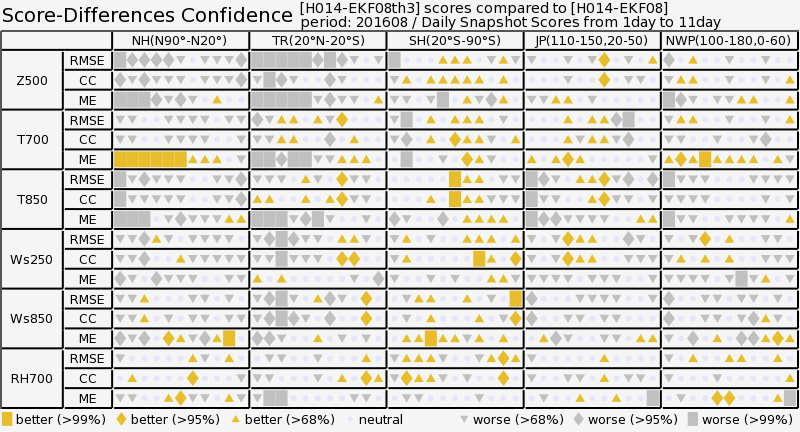 Score-Differences Confidence
[H014-EKF08th3] scores compared to [H014-EKF08]
period: 201608 / Daily Snapshot Scores from 1day to 11day
NH(N90°-N20°) TR(20°N-20°S) SH(20°S-90°S) JP(110-150,20-50) NWP(100-180,0-60)
Z500
RMSE
CC
ME
T700
RMSE
CC
ME
T850
RMSE
CC
ME
Ws250
RMSE
CC
ME
Ws850
RMSE
CC
ME
RH700
RMSE
CC
ME
better (>99%) better (>95%) better (>68%) neutral worse (>68%) worse (>95%) worse (>99%)